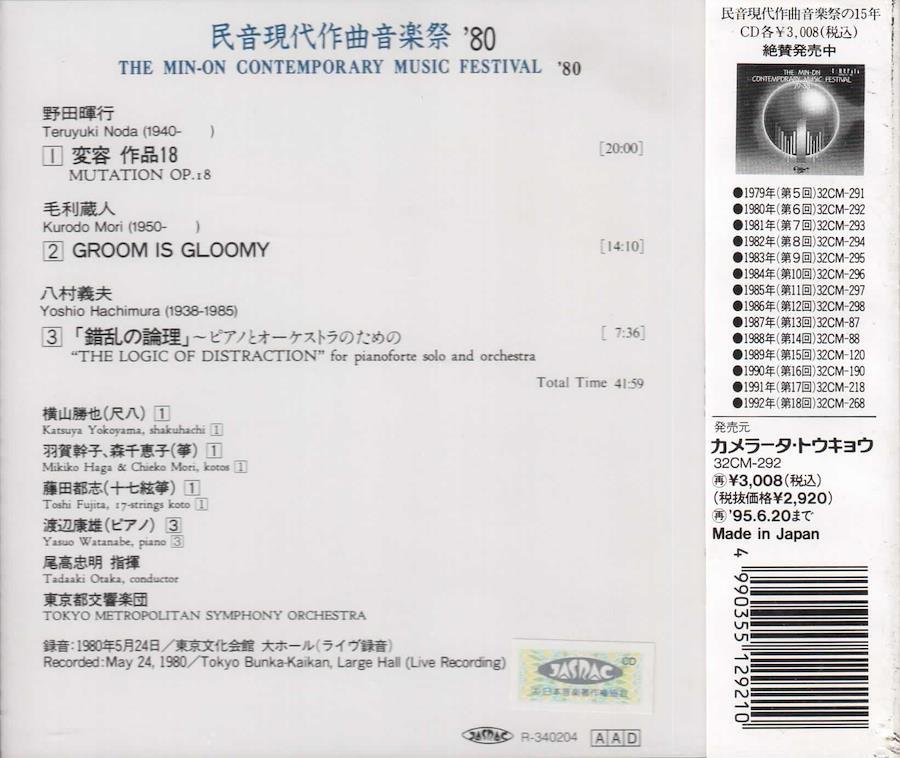 民音現代作曲音楽祭 '80
THE MIN-ON CONTEMPORARY MUSIC FESTIVAL '80
野田暉行
Teruyuki Noda (1940- )
1 変容 作品18 [20:00]
MUTATION OP.18
毛利蔵人
Kurodo Mori (1950- )
2 GROOM IS GLOOMY [14:10]
八村義夫
Yoshio Hachimura (1938-1985)
3 「錯乱の論理」~ピアノとオーケストラのための [ 7:36]
"THE LOGIC OF DISTRACTION" for pianoforte solo and orchestra
Total Time 41:59
横山勝也(尺八) 1
Katsuya Yokoyama, shakuhachi 1
羽賀幹子、森千恵子(箏) 1
Mikiko Haga & Chieko Mori, kotos 1
藤田都志(十七絃箏) 1
Toshi Fujita, 17-strings koto 1
渡辺康雄(ピアノ) 3
Yasuo Watanabe, piano 3
尾高忠明 指揮
Tadaaki Otaka, conductor
東京都交響楽団
TOKYO METROPOLITAN SYMPHONY ORCHESTRA
録音:1980年5月24日/東京文化会館 大ホール(ライヴ録音)
Recorded:May 24, 1980/Tokyo Bunka-Kaikan, Large Hall (Live Recording)
CD
JASRAC
日本音楽著作権協会
JASRAC R-340204 AAD
民音現代作曲音楽祭の15年
CD各¥3,008(税込)
絶賛発売中
THE MIN-ON
CONTEMPORARY MUSIC FESTIVAL
●1979年(第5回)32CM-291
●1980年(第6回)32CM-292
●1981年(第7回)32CM-293
●1982年(第8回)32CM-294
●1983年(第9回)32CM-295
●1984年(第10回)32CM-296
●1985年(第11回)32CM-297
●1986年(第12回)32CM-298
●1987年(第13回)32CM-87
●1988年(第14回)32CM-88
●1989年(第15回)32CM-120
●1990年(第16回)32CM-190
●1991年(第17回)32CM-218
●1992年(第18回)32CM-268
発売元
カメラータ・トウキョウ
32CM-292
㊥¥3,008(税込)
(税抜価格¥2,920)
'95.6.20まで
Made in Japan
4 990355 129210